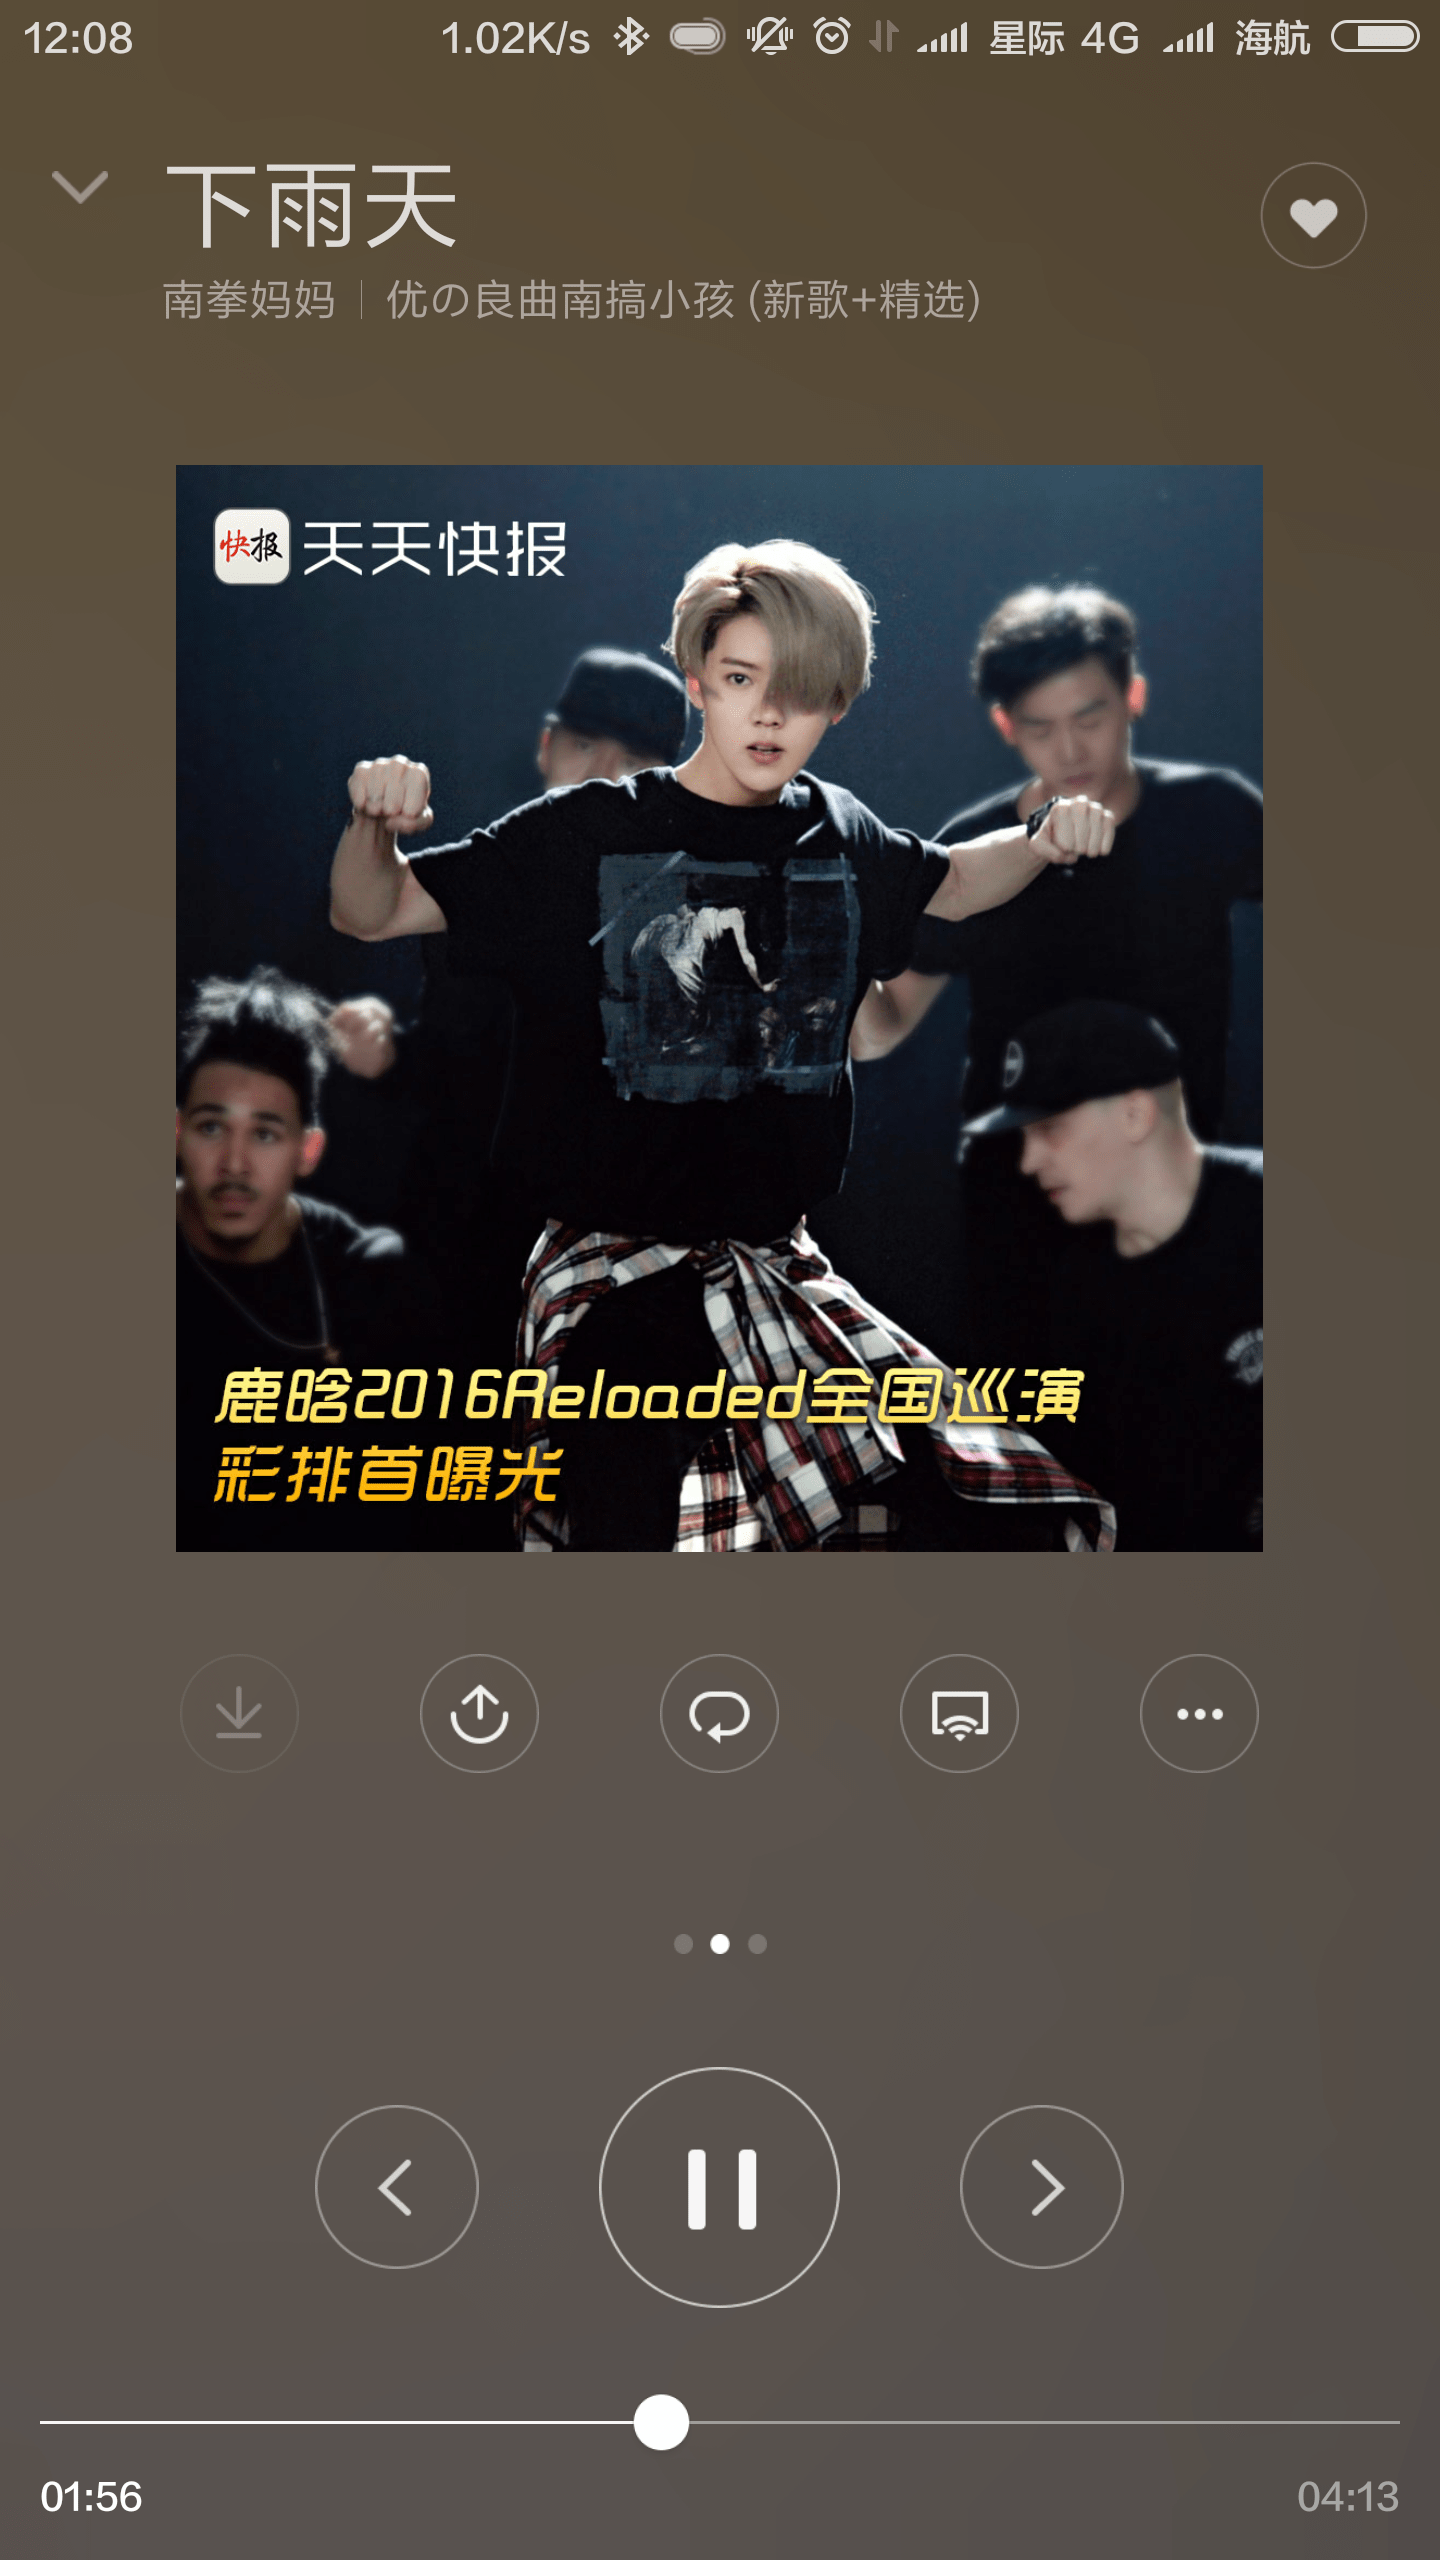 12:08 1.02K/s 星际 4G 海航
下雨天
南拳妈妈 | 优の良曲南搞小孩 (新歌+精选)
快报 天天快报
鹿晗2016Reloaded全国巡演
彩排首曝光
01:56 04:13